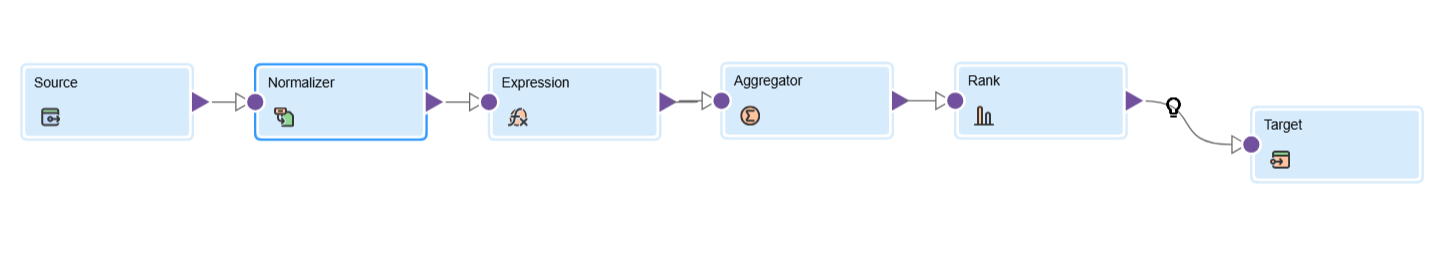 Source
Normalizer
Expression
Aggregator
Rank
Target